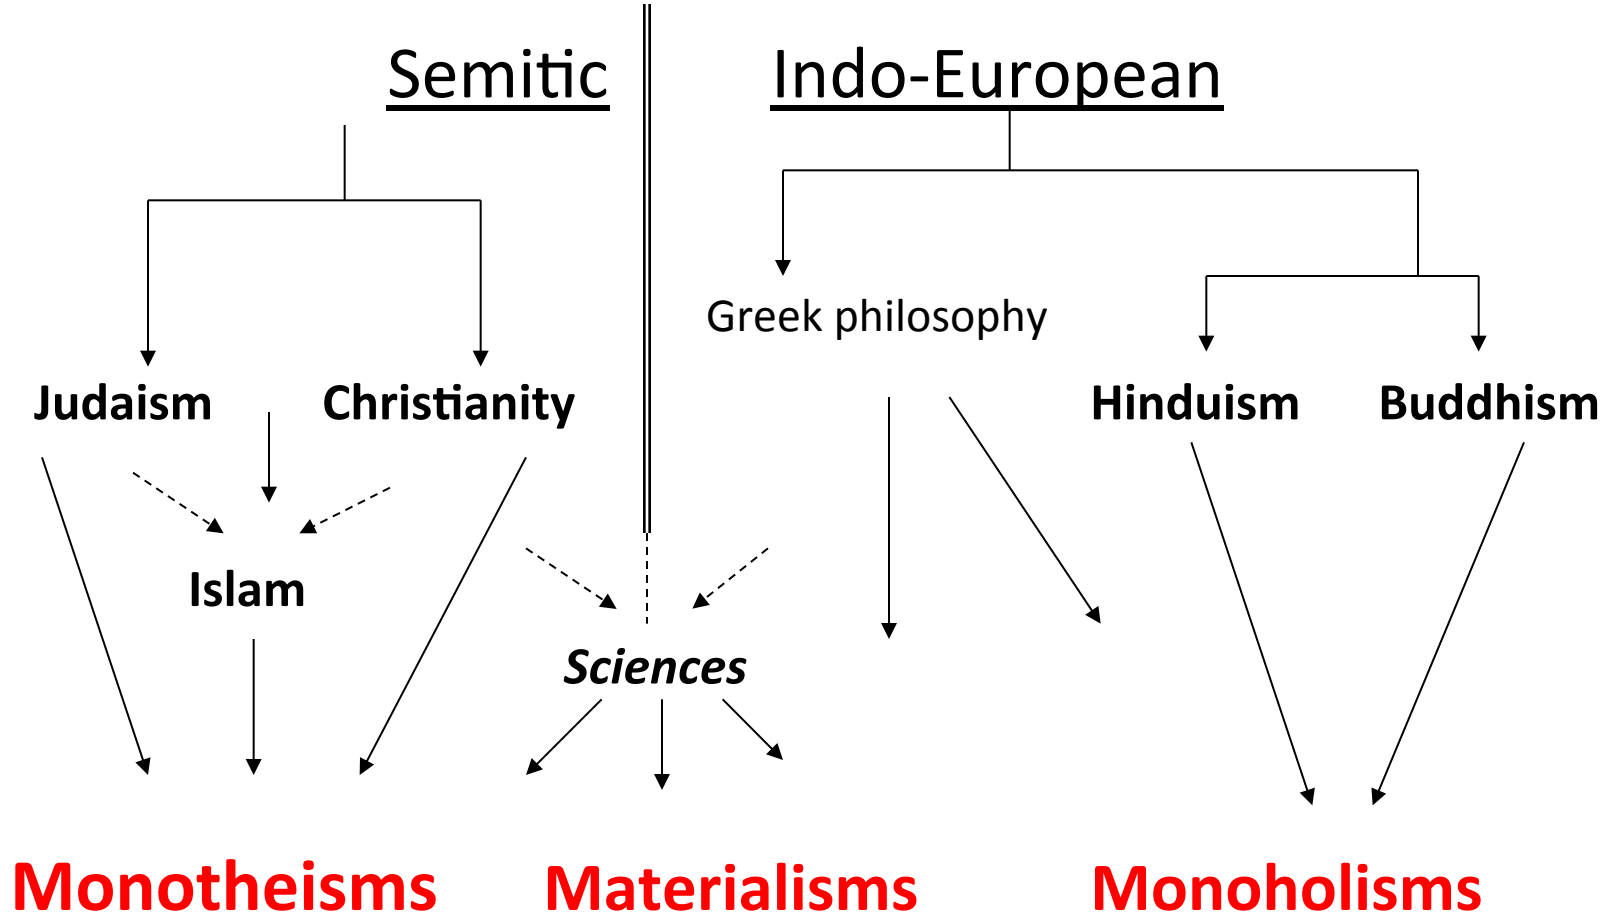 Semitic
Indo-European
Greek philosophy
Judaism
Christianity
Hinduism
Buddhism
Islam
Sciences
Monotheisms
Materialisms
Monoholisms